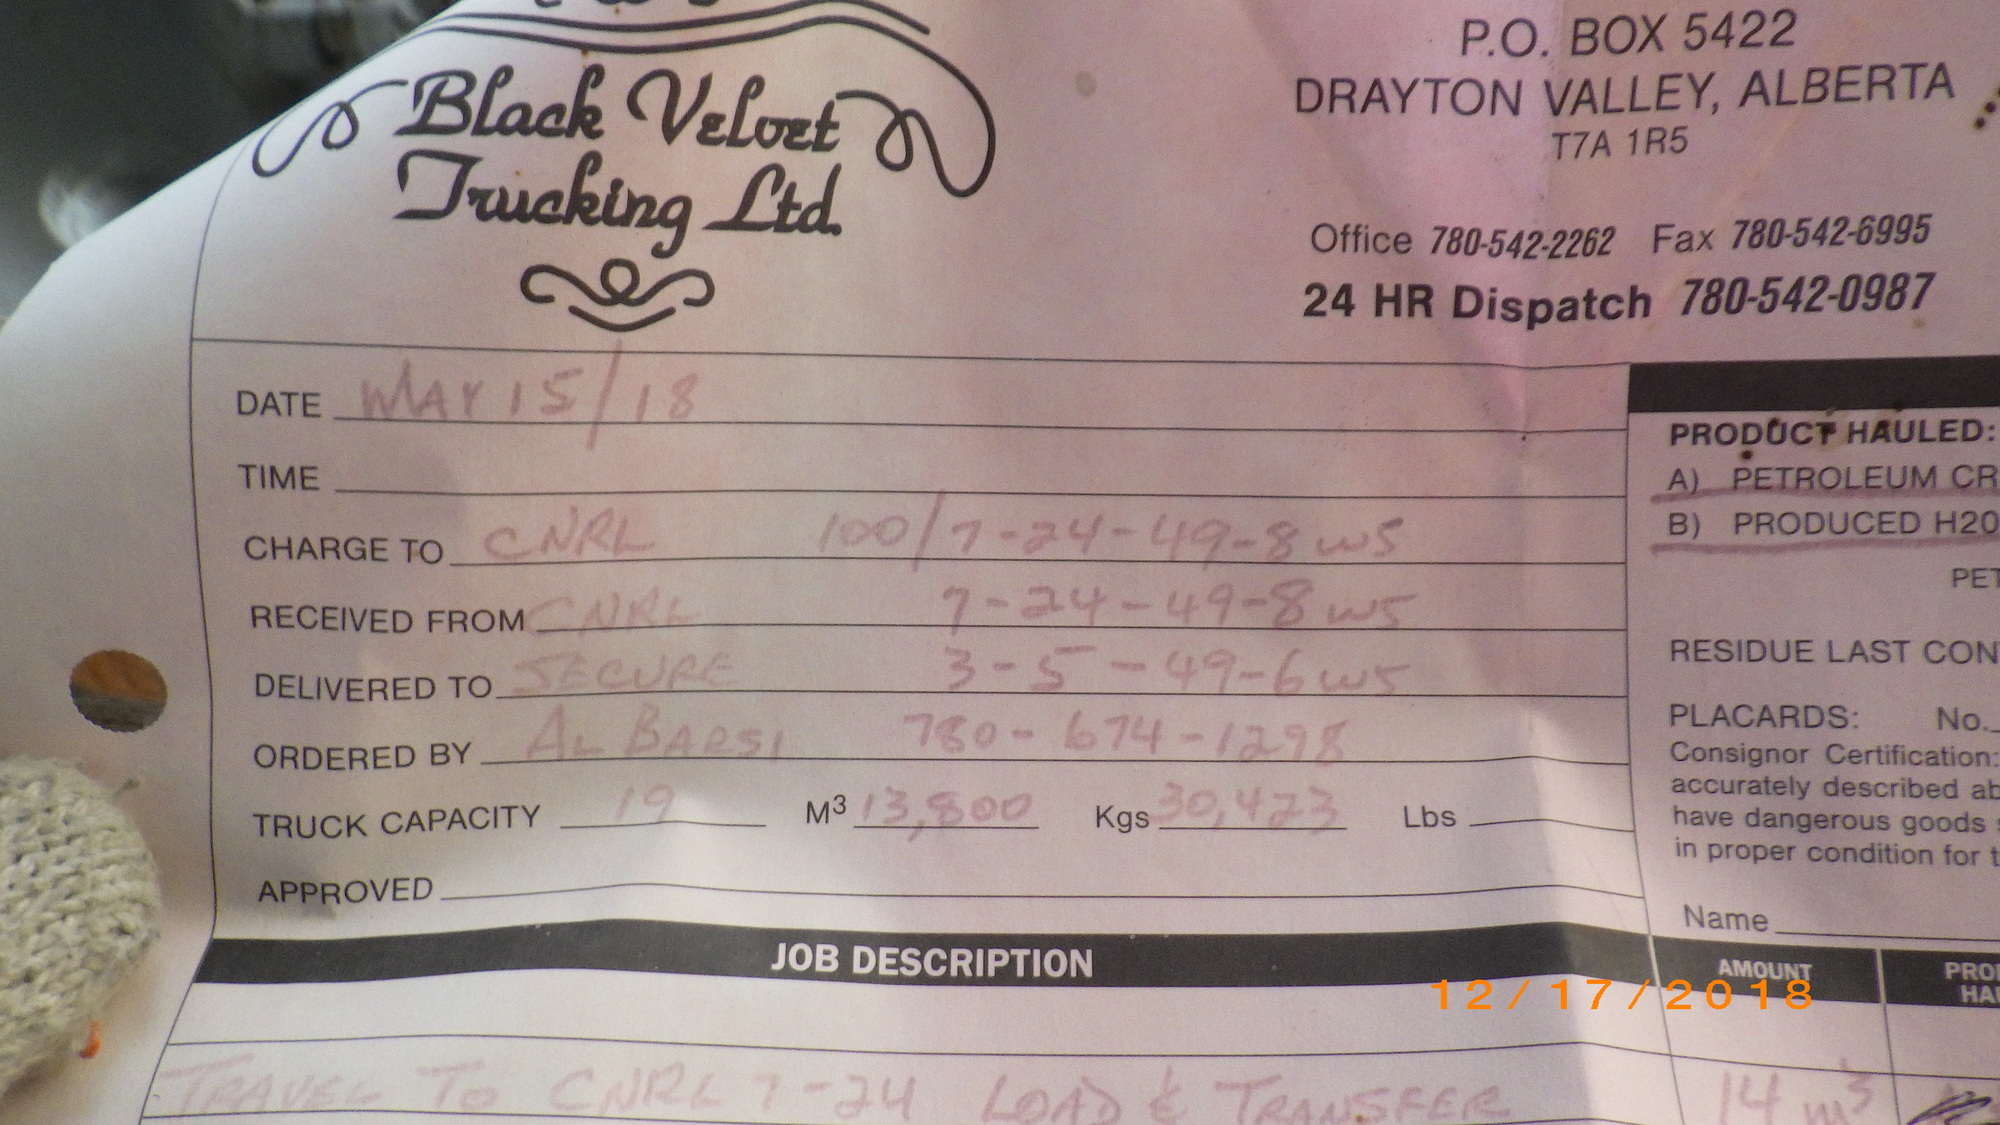 Black Velvet
Trucking Ltd.
P.O. BOX 5422
DRAYTON VALLEY, ALBERTA
T7A 1R5
Office 780-542-2262 Fax 780-542-6995
24 HR Dispatch 780-542-0987
DATE MAY 15/18
TIME
CHARGE TO CNRL 100/7-24-49-8w5
RECEIVED FROM CNRL 7-24-49-8w5
DELIVERED TO SECURE 3-5-49-6w5
ORDERED BY AL BARSI 780-674-1298
TRUCK CAPACITY 19 M3 13,800 Kgs 30,423 Lbs
APPROVED
PRODUCT HAULED:
A) PETROLEUM CR
B) PRODUCED H20
PET
RESIDUE LAST CON
PLACARDS: No.
Consignor Certification:
accurately described ab
have dangerous goods
in proper condition for t
Name
JOB DESCRIPTION
AMOUNT
PRO
HA
12/17/2018
TRAVEL TO CNRL 7-24 LOAD & TRANSFER 14 m3